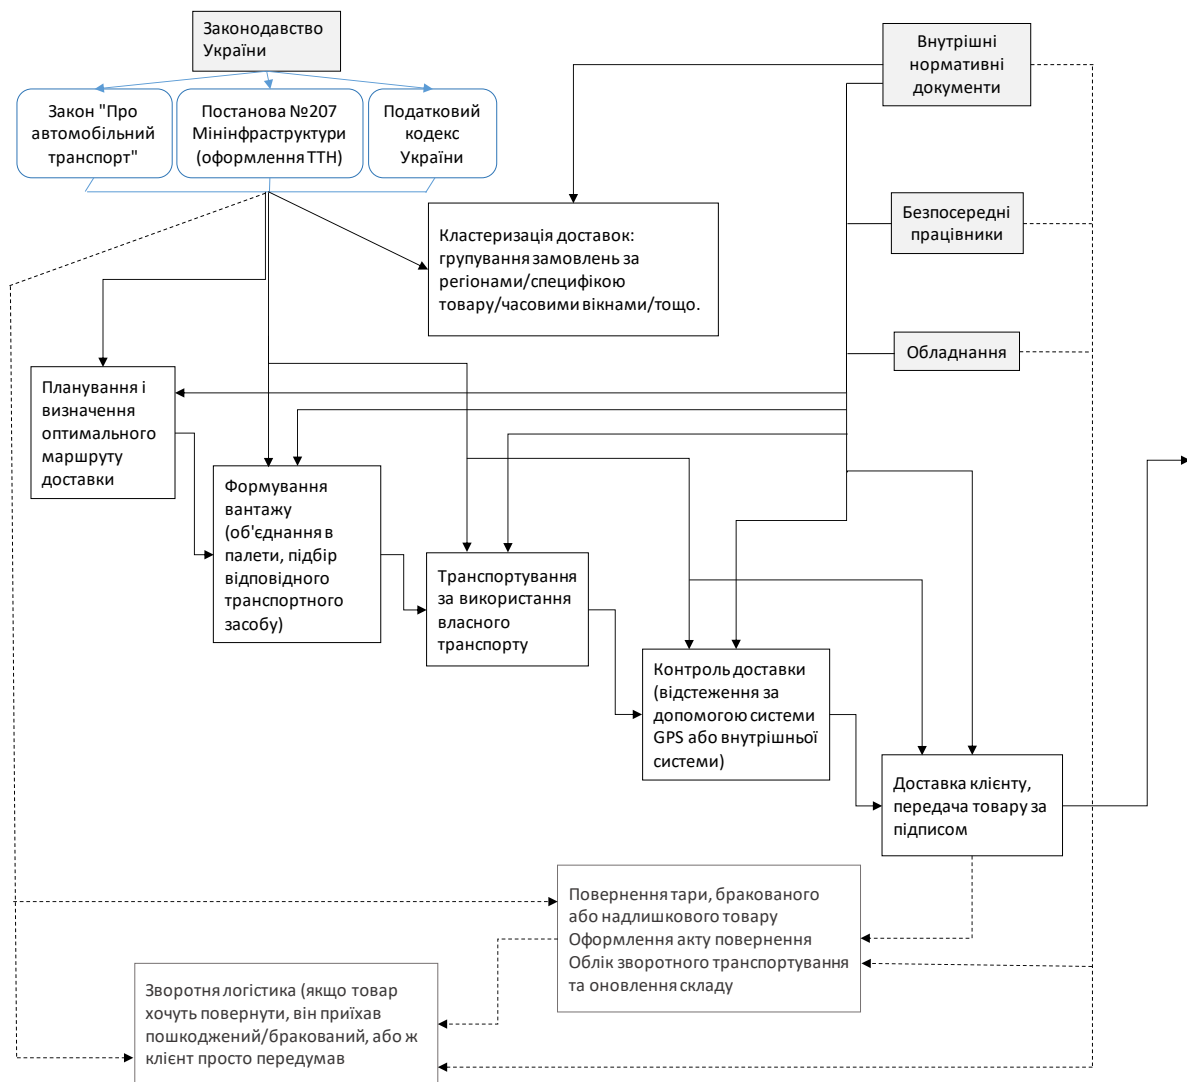 Законодавство
України
Внутрішні
нормативні
документи
Закон "Про
автомобільний
транспорт"
Постанова №207
Мінінфраструктури
(оформлення ТТН)
Податковий
кодекс
України
Безпосередні
працівники
Кластеризація доставок:
групування замовлень за
регіонами/специфікою
товару/часовими вікнами/тощо.
Обладнання
Планування і
визначення
оптимального
маршруту
доставки
Формування
вантажу
(об'єднання в
палети, підбір
відповідного
транспортного
засобу)
Транспортування
за використання
власного
транспорту
Контроль доставки
(відстеження за
допомогою системи
GPS або внутрішньої
системи)
Доставка клієнту,
передача товару за
підписом
Повернення тари, бракованого
або надлишкового товару
Оформлення акту повернення
Облік зворотного транспортування
та оновлення складу
Зворотня логістика (якщо товар
хочуть повернути, він приїхав
пошкоджений/бракований, або ж
клієнт просто передумав